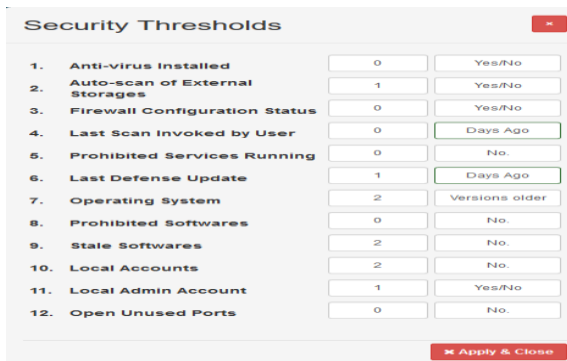 Security Thresholds
×
1. Anti-virus Installed 0 Yes/No
2. Auto-scan of External Storages 1 Yes/No
3. Firewall Configuration Status 0 Yes/No
4. Last Scan Invoked by User 0 Days Ago
5. Prohibited Services Running 0 No.
6. Last Defense Update 1 Days Ago
7. Operating System 2 Versions older
8. Prohibited Softwares 0 No.
9. Stale Softwares 2 No.
10. Local Accounts 2 No.
11. Local Admin Account 1 Yes/No
12. Open Unused Ports 0 No.
× Apply & Close